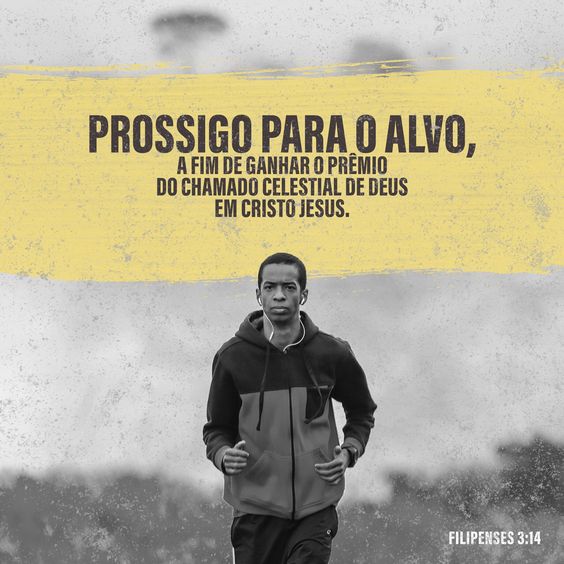 PROSSIGO PARA O ALVO,
A FIM DE GANHAR O PRÊMIO
DO CHAMADO CELESTIAL DE DEUS
EM CRISTO JESUS.
FILIPENSES 3:14